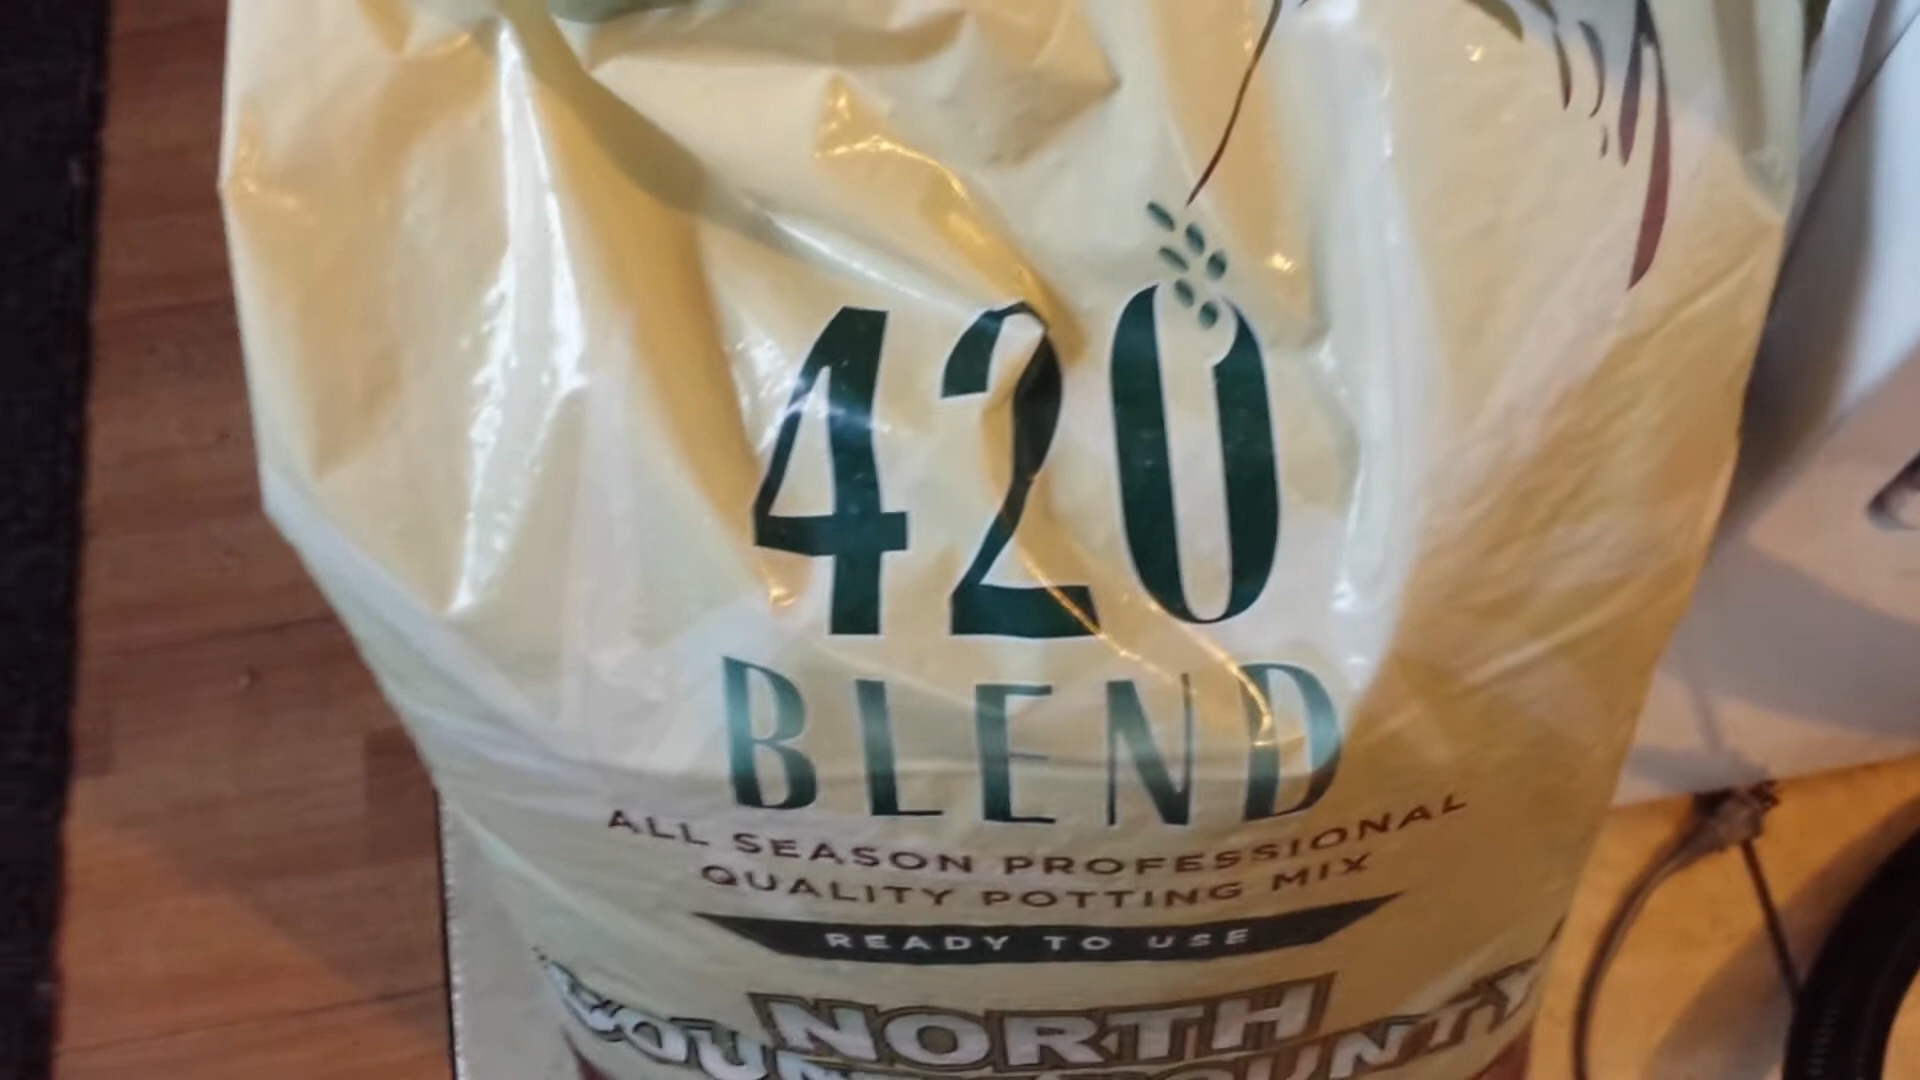 420
BLEND
ALL SEASON PROFESSIONAL
QUALITY POTTING MIX
READY TO USE
NORTH